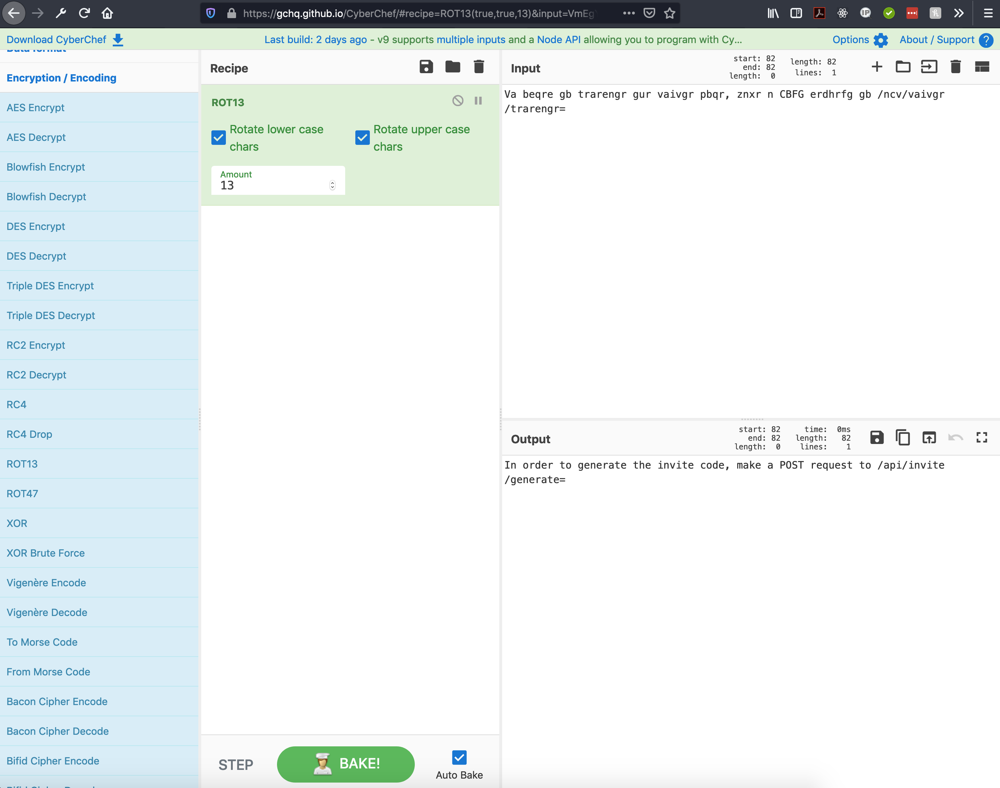 https://gchq.github.io/CyberChef/#recipe=ROT13(true,true,13)&input=VmEg
Download CyberChef
Last build: 2 days ago - v9 supports multiple inputs and a Node API allowing you to program with Cy...
Options
About / Support
Data format
Encryption / Encoding
AES Encrypt
AES Decrypt
Blowfish Encrypt
Blowfish Decrypt
DES Encrypt
DES Decrypt
Triple DES Encrypt
Triple DES Decrypt
RC2 Encrypt
RC2 Decrypt
RC4
RC4 Drop
ROT13
ROT47
XOR
XOR Brute Force
Vigenère Encode
Vigenère Decode
To Morse Code
From Morse Code
Bacon Cipher Encode
Bacon Cipher Decode
Bifid Cipher Encode
Recipe
ROT13
Rotate lower case
chars
Rotate upper case
chars
Amount
13
STEP
BAKE!
Auto Bake
Input
start: 82
end: 82
length: 0
length: 82
lines: 1
Va beqre gb trarengr gur vaivgr pbqr, znxr n CBFG erdhrfg gb /ncv/vaivgr
/trarengr=
Output
start: 82
end: 82
length: 0
time: 0ms
length: 82
lines: 1
In order to generate the invite code, make a POST request to /api/invite
/generate=